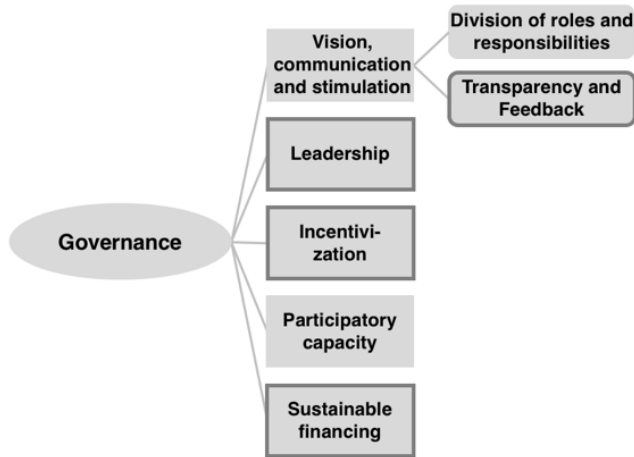 Vision,
communication
and stimulation
Division of roles and
responsibilities
Transparency and
Feedback
Leadership
Governance
Incentivi-
zation
Participatory
capacity
Sustainable
financing